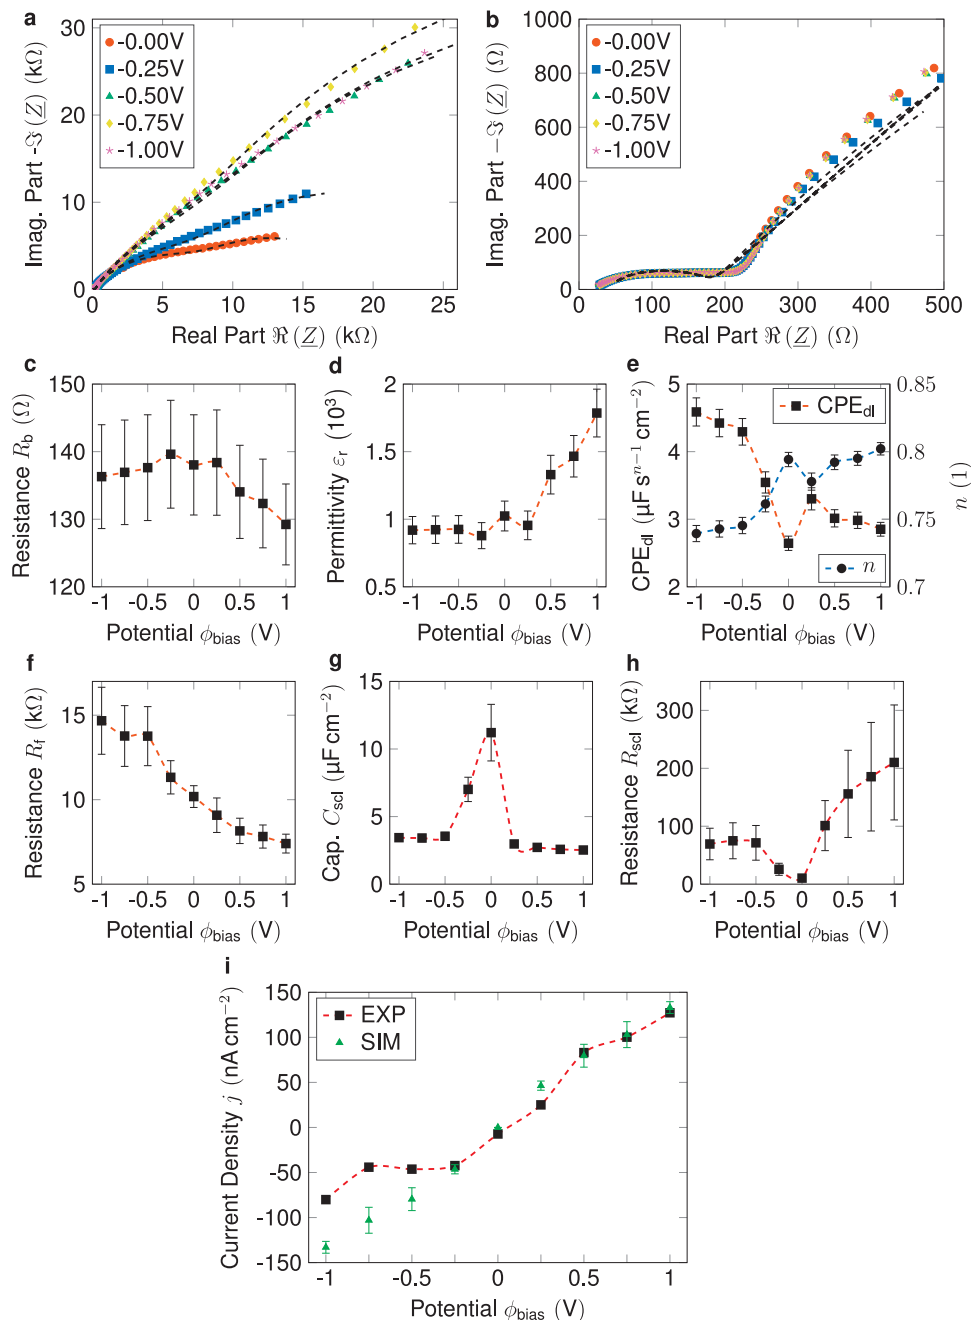 a
30
20
10
0
0 5 10 15 20 25
Imag. Part -ℑ (Z) (kΩ)
Real Part ℜ (Z) (kΩ)
-0.00V
-0.25V
-0.50V
-0.75V
-1.00V
b
1000
800
600
400
200
0
0 100 200 300 400 500
Imag. Part −ℑ (Z) (Ω)
Real Part ℜ (Z) (Ω)
-0.00V
-0.25V
-0.50V
-0.75V
-1.00V
c
150
140
130
120
-1 -0.5 0 0.5 1
Resistance R_b (Ω)
Potential ϕ_bias (V)
d
2
1.5
1
0.5
-1 -0.5 0 0.5 1
Permittivity ε_r (10³)
Potential ϕ_bias (V)
e
5
4
3
2
0.85
0.8
0.75
0.7
-1 -0.5 0 0.5 1
CPE_dl (µF sⁿ⁻¹ cm⁻²)
n (1)
CPE_dl
n
Potential ϕ_bias (V)
f
15
10
5
-1 -0.5 0 0.5 1
Resistance R_f (kΩ)
Potential ϕ_bias (V)
g
15
10
5
0
-1 -0.5 0 0.5 1
Cap. C_scl (µF cm⁻²)
Potential ϕ_bias (V)
h
300
200
100
0
-1 -0.5 0 0.5 1
Resistance R_scl (kΩ)
Potential ϕ_bias (V)
i
150
100
50
0
-50
-100
-150
-1 -0.5 0 0.5 1
Current Density j (nA cm⁻²)
EXP
SIM
Potential ϕ_bias (V)